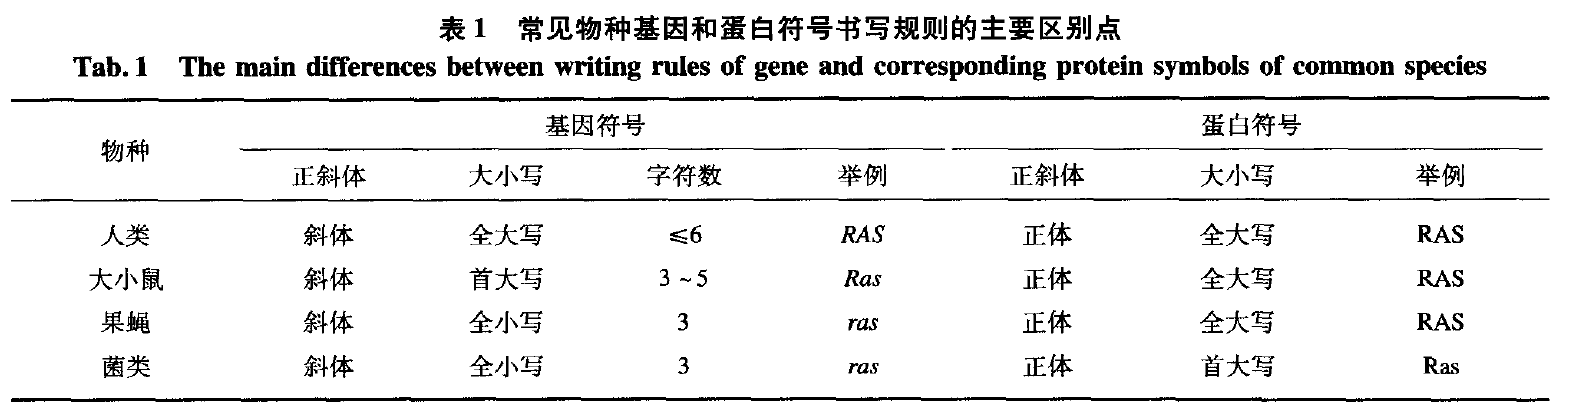 表1 常见物种基因和蛋白符号书写规则的主要区别点
Tab. 1 The main differences between writing rules of gene and corresponding protein symbols of common species
物种 基因符号 蛋白符号
正斜体 大小写 字符数 举例 正斜体 大小写 举例
人类 斜体 全大写 ≤6 RAS 正体 全大写 RAS
大小鼠 斜体 首大写 3~5 Ras 正体 全大写 RAS
果蝇 斜体 全小写 3 ras 正体 全大写 RAS
菌类 斜体 全小写 3 ras 正体 首大写 Ras